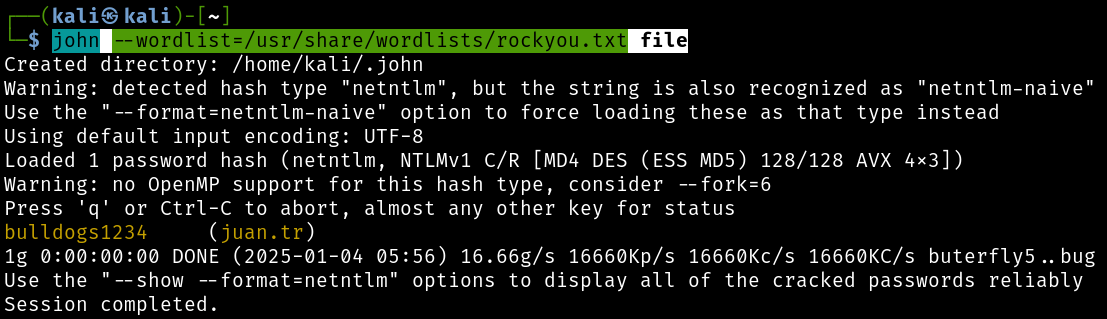 ┌──(kali㉿kali)-[~]
└─$ john --wordlist=/usr/share/wordlists/rockyou.txt file
Created directory: /home/kali/.john
Warning: detected hash type "netntlm", but the string is also recognized as "netntlm-naive"
Use the "--format=netntlm-naive" option to force loading these as that type instead
Using default input encoding: UTF-8
Loaded 1 password hash (netntlm, NTLMv1 C/R [MD4 DES (ESS MD5) 128/128 AVX 4x3])
Warning: no OpenMP support for this hash type, consider --fork=6
Press 'q' or Ctrl-C to abort, almost any other key for status
bulldogs1234     (juan.tr)
1g 0:00:00:00 DONE (2025-01-04 05:56) 16.66g/s 16660Kp/s 16660Kc/s 16660KC/s buterfly5..bug
Use the "--show --format=netntlm" options to display all of the cracked passwords reliably
Session completed.